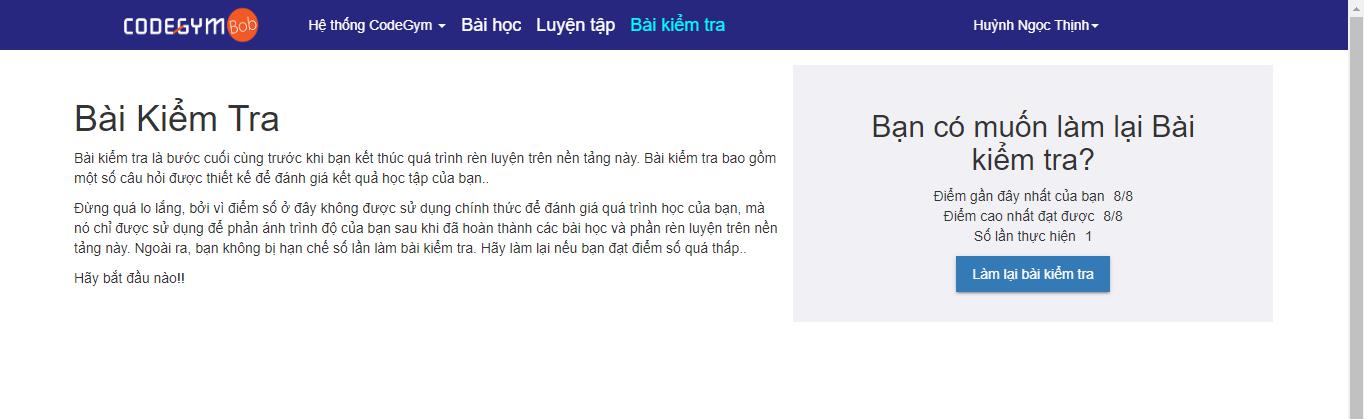 CODEGYM Bob Hệ thống CodeGym Bài học Luyện tập Bài kiểm tra Huỳnh Ngọc Thịnh
Bài Kiểm Tra
Bài kiểm tra là bước cuối cùng trước khi bạn kết thúc quá trình rèn luyện trên nền tảng này. Bài kiểm tra bao gồm
một số câu hỏi được thiết kế để đánh giá kết quả học tập của bạn..
Đừng quá lo lắng, bởi vì điểm số ở đây không được sử dụng chính thức để đánh giá quá trình học của bạn, mà
nó chỉ được sử dụng để phản ánh trình độ của bạn sau khi đã hoàn thành các bài học và phần rèn luyện trên nền
tảng này. Ngoài ra, bạn không bị hạn chế số lần làm bài kiểm tra. Hãy làm lại nếu bạn đạt điểm số quá thấp..
Hãy bắt đầu nào!!
Bạn có muốn làm lại Bài
kiểm tra?
Điểm gần đây nhất của bạn 8/8
Điểm cao nhất đạt được 8/8
Số lần thực hiện 1
Làm lại bài kiểm tra